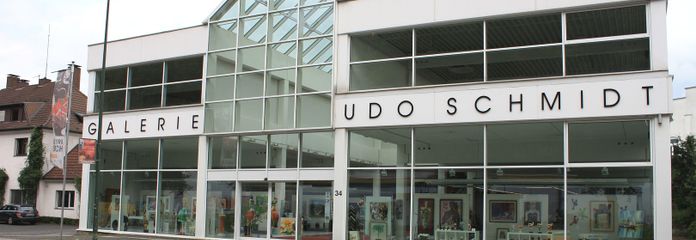 GALERIE
UDO SCHMIDT
34